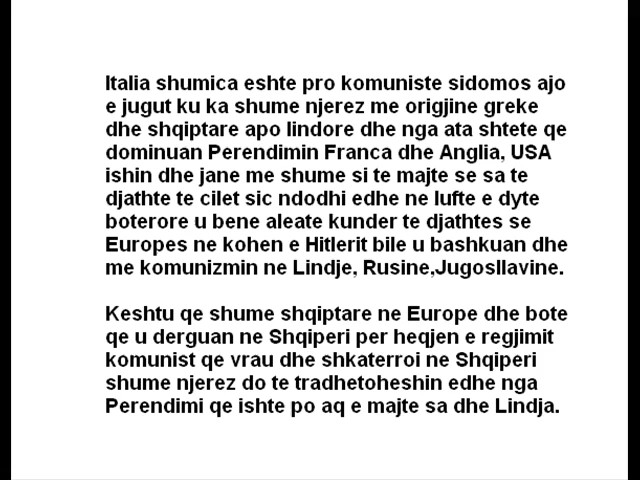 Italia shumica eshte pro komuniste sidomos ajo
e jugut ku ka shume njerez me origjine greke
dhe shqiptare apo lindore dhe nga ata shtete qe
dominuan Perendimin Franca dhe Anglia, USA
ishin dhe jane me shume si te majte se sa te
djathte te cilet sic ndodhi edhe ne lufte e dyte
boterore u bene aleate kunder te djathtes se
Europes ne kohen e Hitlerit bile u bashkuan dhe
me komunizmin ne Lindje, Rusine,Jugosllavine.
Keshtu qe shume shqiptare ne Europe dhe bote
qe u derguan ne Shqiperi per heqjen e regjimit
komunist qe vrau dhe shkaterroi ne Shqiperi
shume njerez do te tradhetoheshin edhe nga
Perendimi qe ishte po aq e majte sa dhe Lindja.